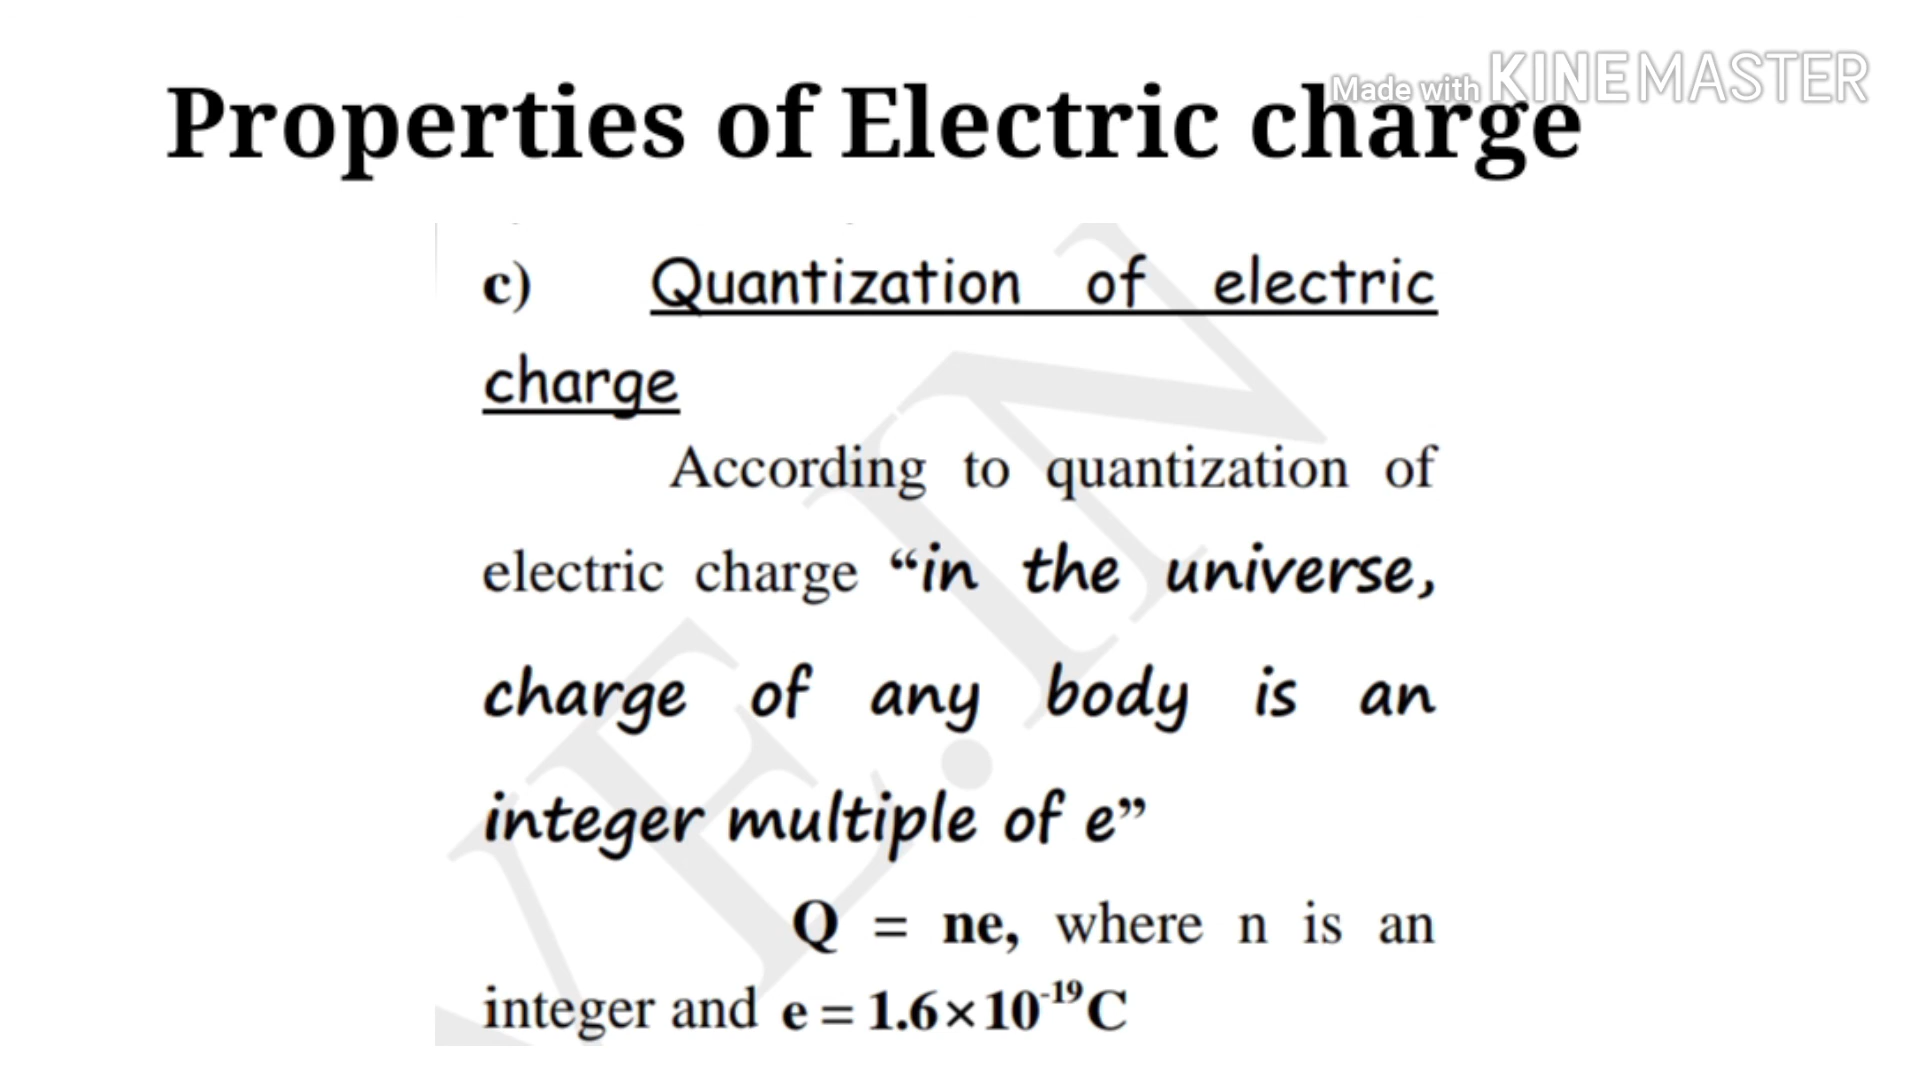 Made with KINEMASTER
Properties of Electric charge
c) Quantization of electric
charge
According to quantization of
electric charge “in the universe,
charge of any body is an
integer multiple of e”
Q = ne, where n is an
integer and e = 1.6×10⁻¹⁹C
VE.IN